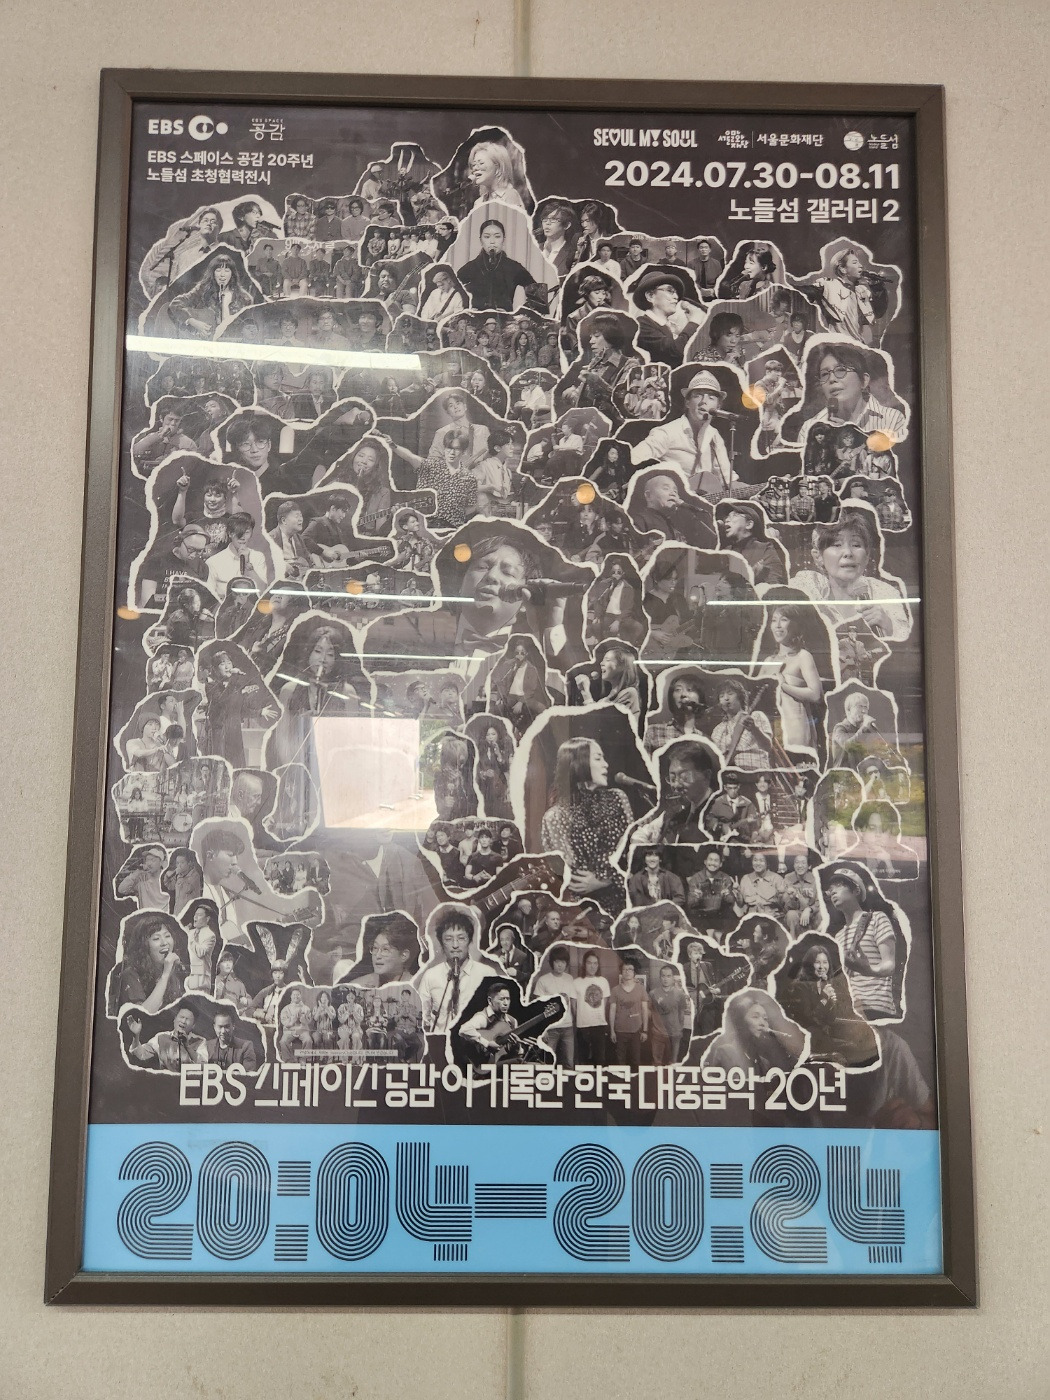 EBS
EBS SPACE
공감
EBS 스페이스 공감 20주년
노들섬 초청협력전시
SEOUL MY SOUL
서울문화재단
노들섬
2024.07.30-08.11
노들섬 갤러리 2
EBS 스페이스 공감이 기록한 한국 대중음악 20년
20:04-20:24